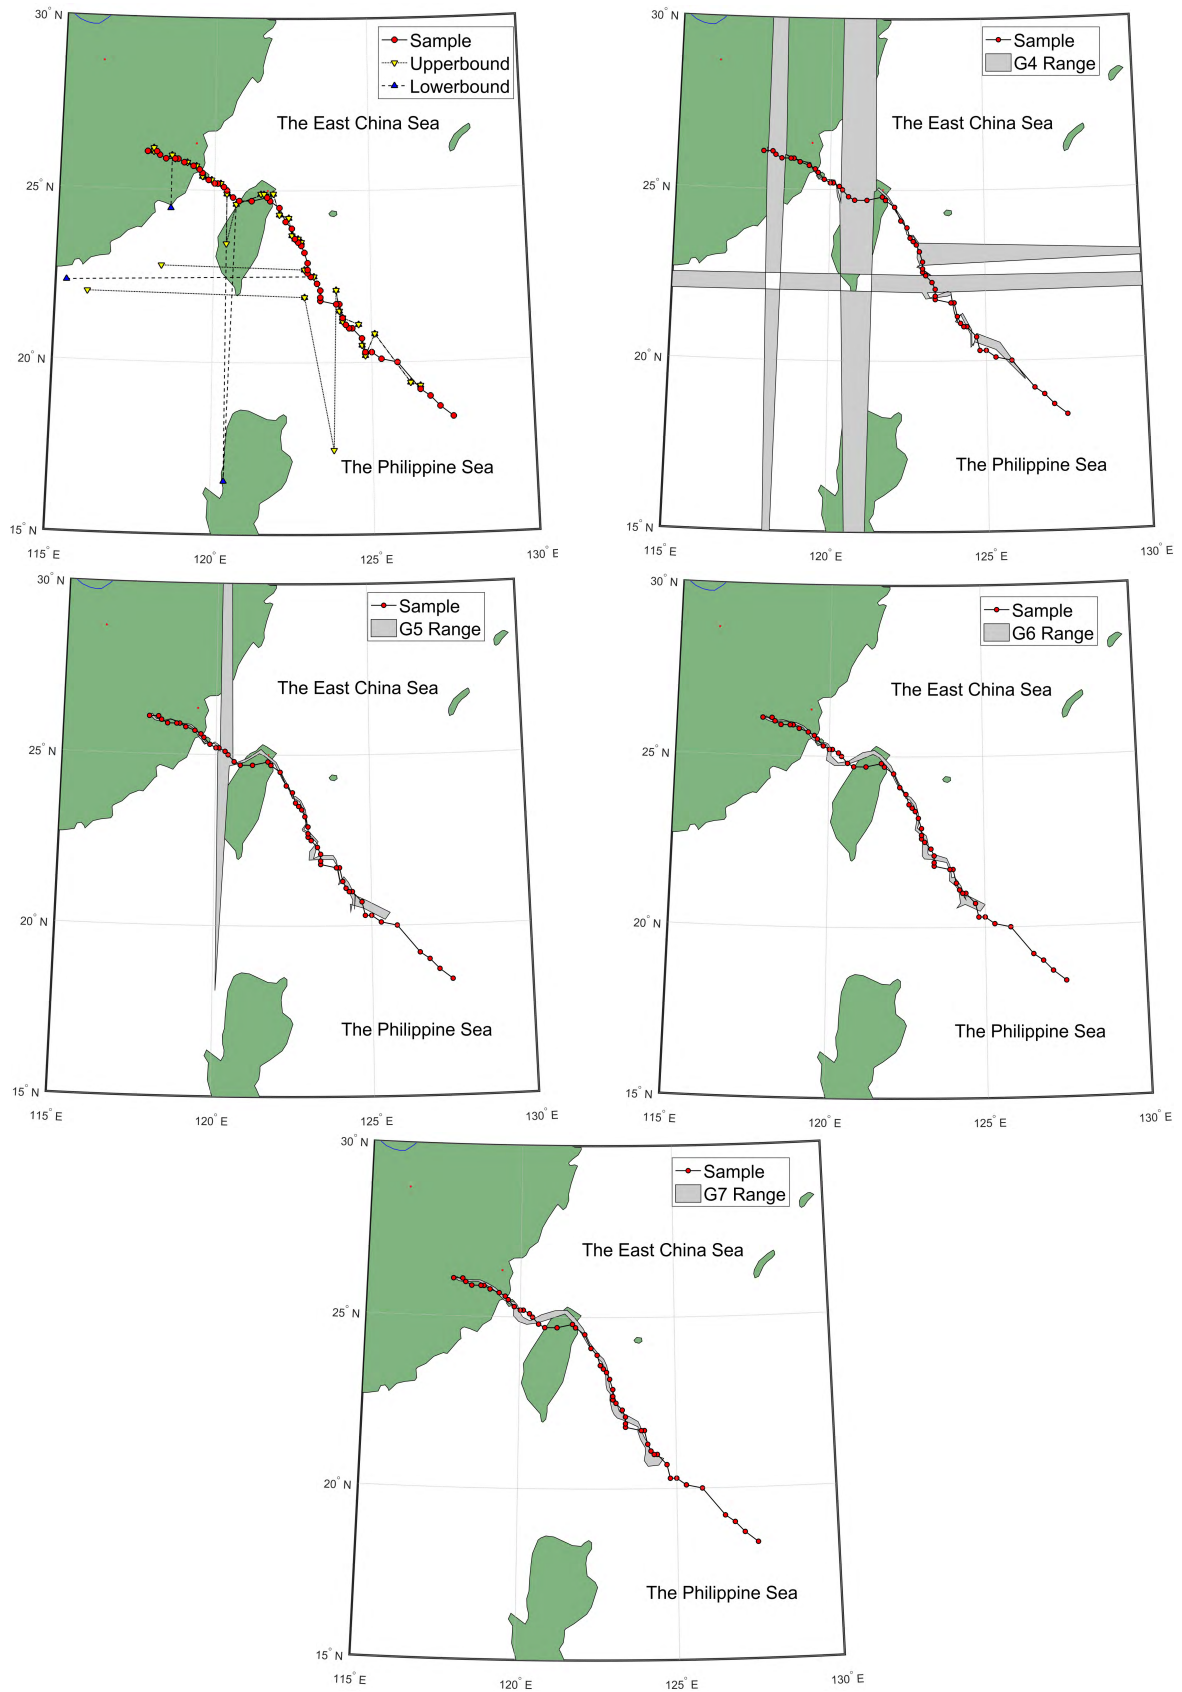 30° N
Sample
Upperbound
Lowerbound
The East China Sea
25° N
20° N
The Philippine Sea
15° N
115° E
120° E
125° E
130° E
30° N
Sample
G4 Range
The East China Sea
25° N
20° N
The Philippine Sea
15° N
115° E
120° E
125° E
130° E
30° N
Sample
G5 Range
The East China Sea
25° N
20° N
The Philippine Sea
15° N
115° E
120° E
125° E
130° E
30° N
Sample
G6 Range
The East China Sea
25° N
20° N
The Philippine Sea
15° N
115° E
120° E
125° E
130° E
30° N
Sample
G7 Range
The East China Sea
25° N
20° N
The Philippine Sea
15° N
115° E
120° E
125° E
130° E